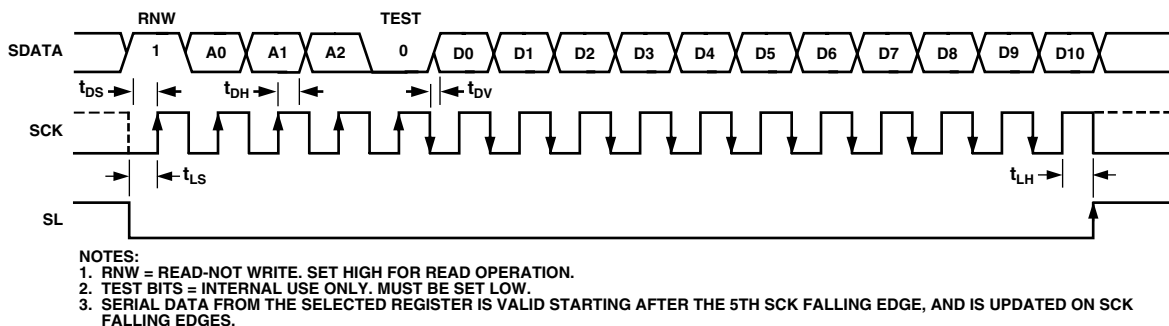 RNW TEST
SDATA 1 A0 A1 A2 0 D0 D1 D2 D3 D4 D5 D6 D7 D8 D9 D10
tDS tDH tDV
SCK
tLS tLH
SL
NOTES:
1. RNW = READ-NOT WRITE. SET HIGH FOR READ OPERATION.
2. TEST BITS = INTERNAL USE ONLY. MUST BE SET LOW.
3. SERIAL DATA FROM THE SELECTED REGISTER IS VALID STARTING AFTER THE 5TH SCK FALLING EDGE, AND IS UPDATED ON SCK
FALLING EDGES.